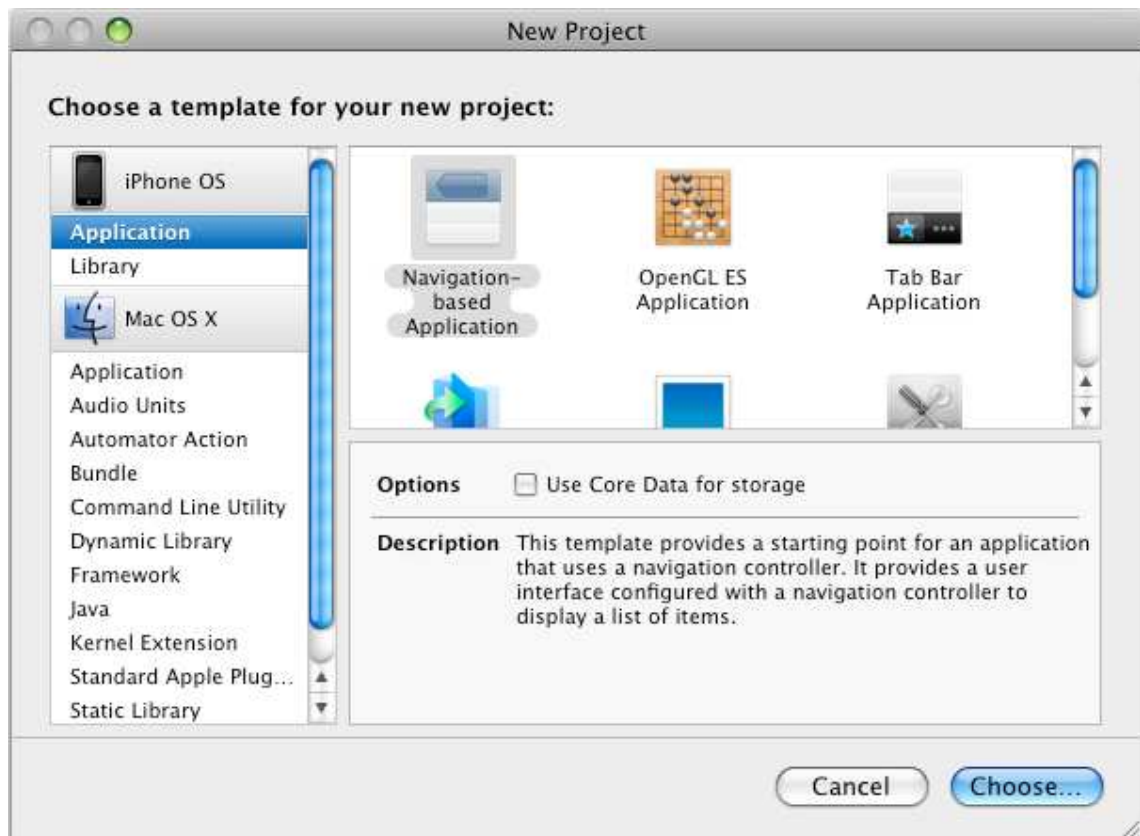 New Project
Choose a template for your new project:
iPhone OS
Application
Library
Mac OS X
Application
Audio Units
Automator Action
Bundle
Command Line Utility
Dynamic Library
Framework
Java
Kernel Extension
Standard Apple Plug...
Static Library
Navigation-
based
Application
OpenGL ES
Application
Tab Bar
Application
Options Use Core Data for storage
Description This template provides a starting point for an application
that uses a navigation controller. It provides a user
interface configured with a navigation controller to
display a list of items.
Cancel
Choose...